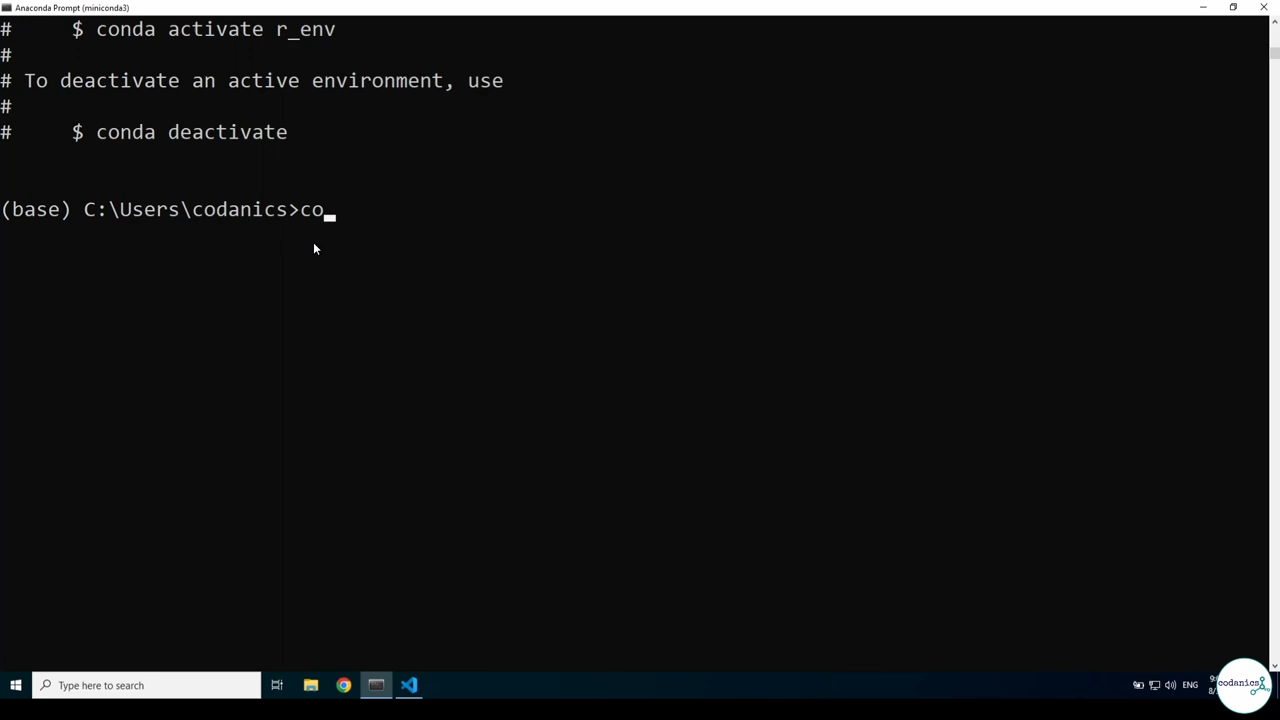 Anaconda Prompt (miniconda3)
# $ conda activate r_env
#
# To deactivate an active environment, use
#
# $ conda deactivate
(base) C:\Users\codanics>co
Type here to search
ENG
codanics